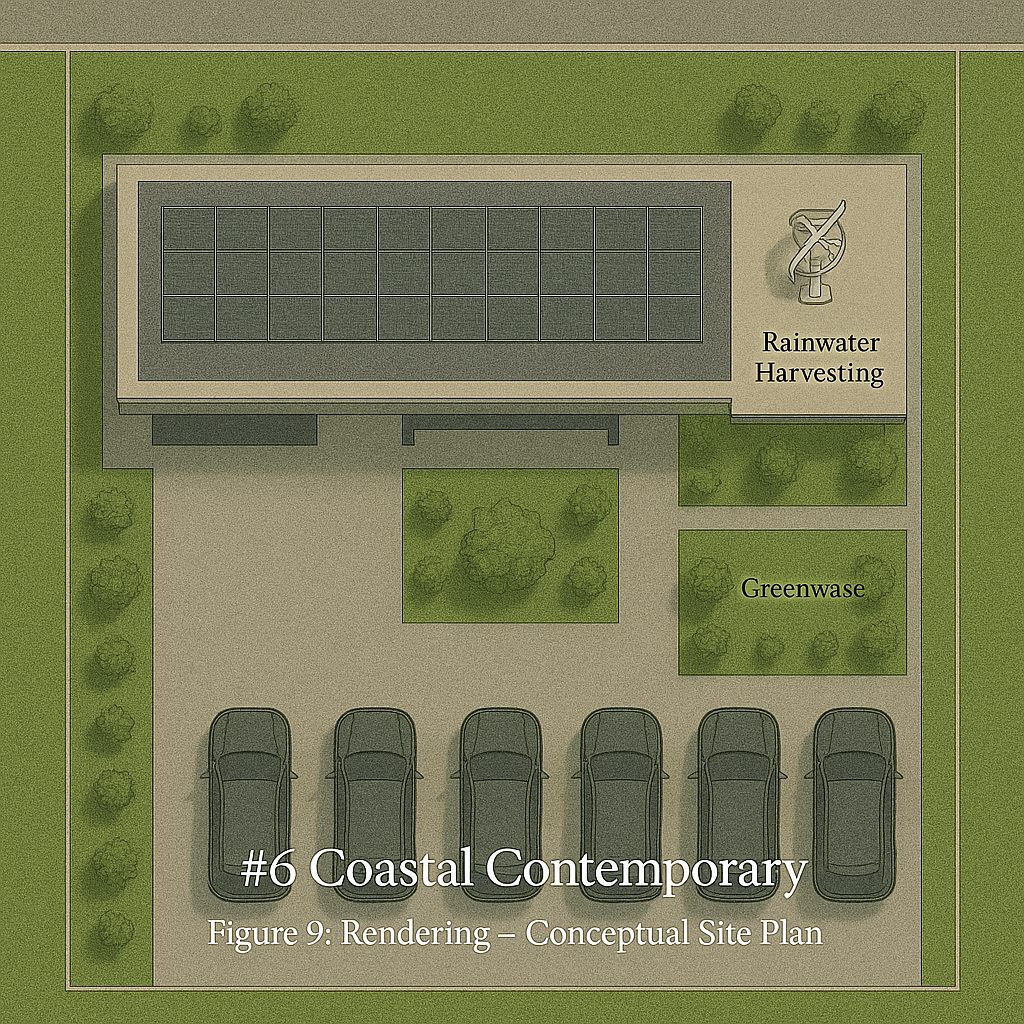 Rainwater
Harvesting
Greenwase
#6 Coastal Contemporary
Figure 9: Rendering – Conceptual Site Plan